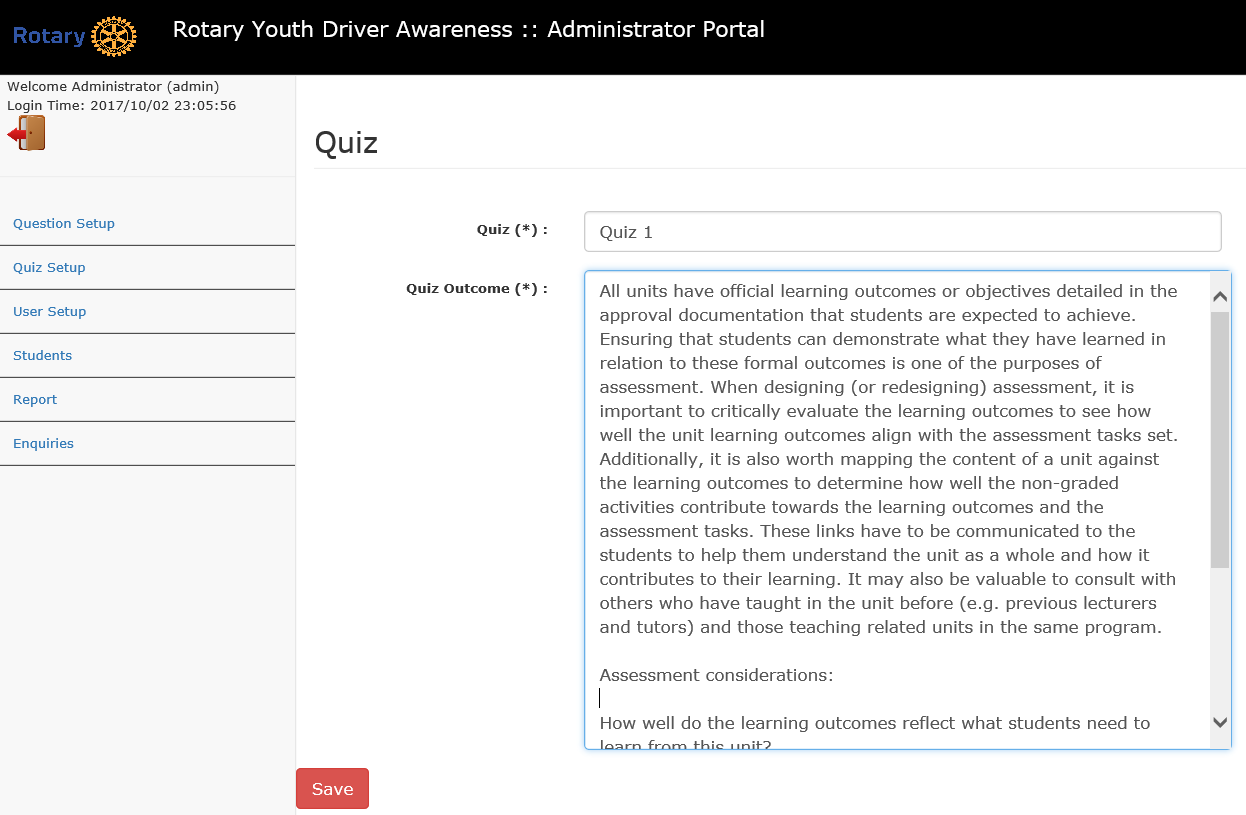 Rotary
Rotary Youth Driver Awareness :: Administrator Portal
Welcome Administrator (admin)
Login Time: 2017/10/02 23:05:56
Question Setup
Quiz Setup
User Setup
Students
Report
Enquiries
Quiz
Quiz (*) :
Quiz 1
Quiz Outcome (*) :
All units have official learning outcomes or objectives detailed in the
approval documentation that students are expected to achieve.
Ensuring that students can demonstrate what they have learned in
relation to these formal outcomes is one of the purposes of
assessment. When designing (or redesigning) assessment, it is
important to critically evaluate the learning outcomes to see how
well the unit learning outcomes align with the assessment tasks set.
Additionally, it is also worth mapping the content of a unit against
the learning outcomes to determine how well the non-graded
activities contribute towards the learning outcomes and the
assessment tasks. These links have to be communicated to the
students to help them understand the unit as a whole and how it
contributes to their learning. It may also be valuable to consult with
others who have taught in the unit before (e.g. previous lecturers
and tutors) and those teaching related units in the same program.
Assessment considerations:
How well do the learning outcomes reflect what students need to
learn from this unit?
Save